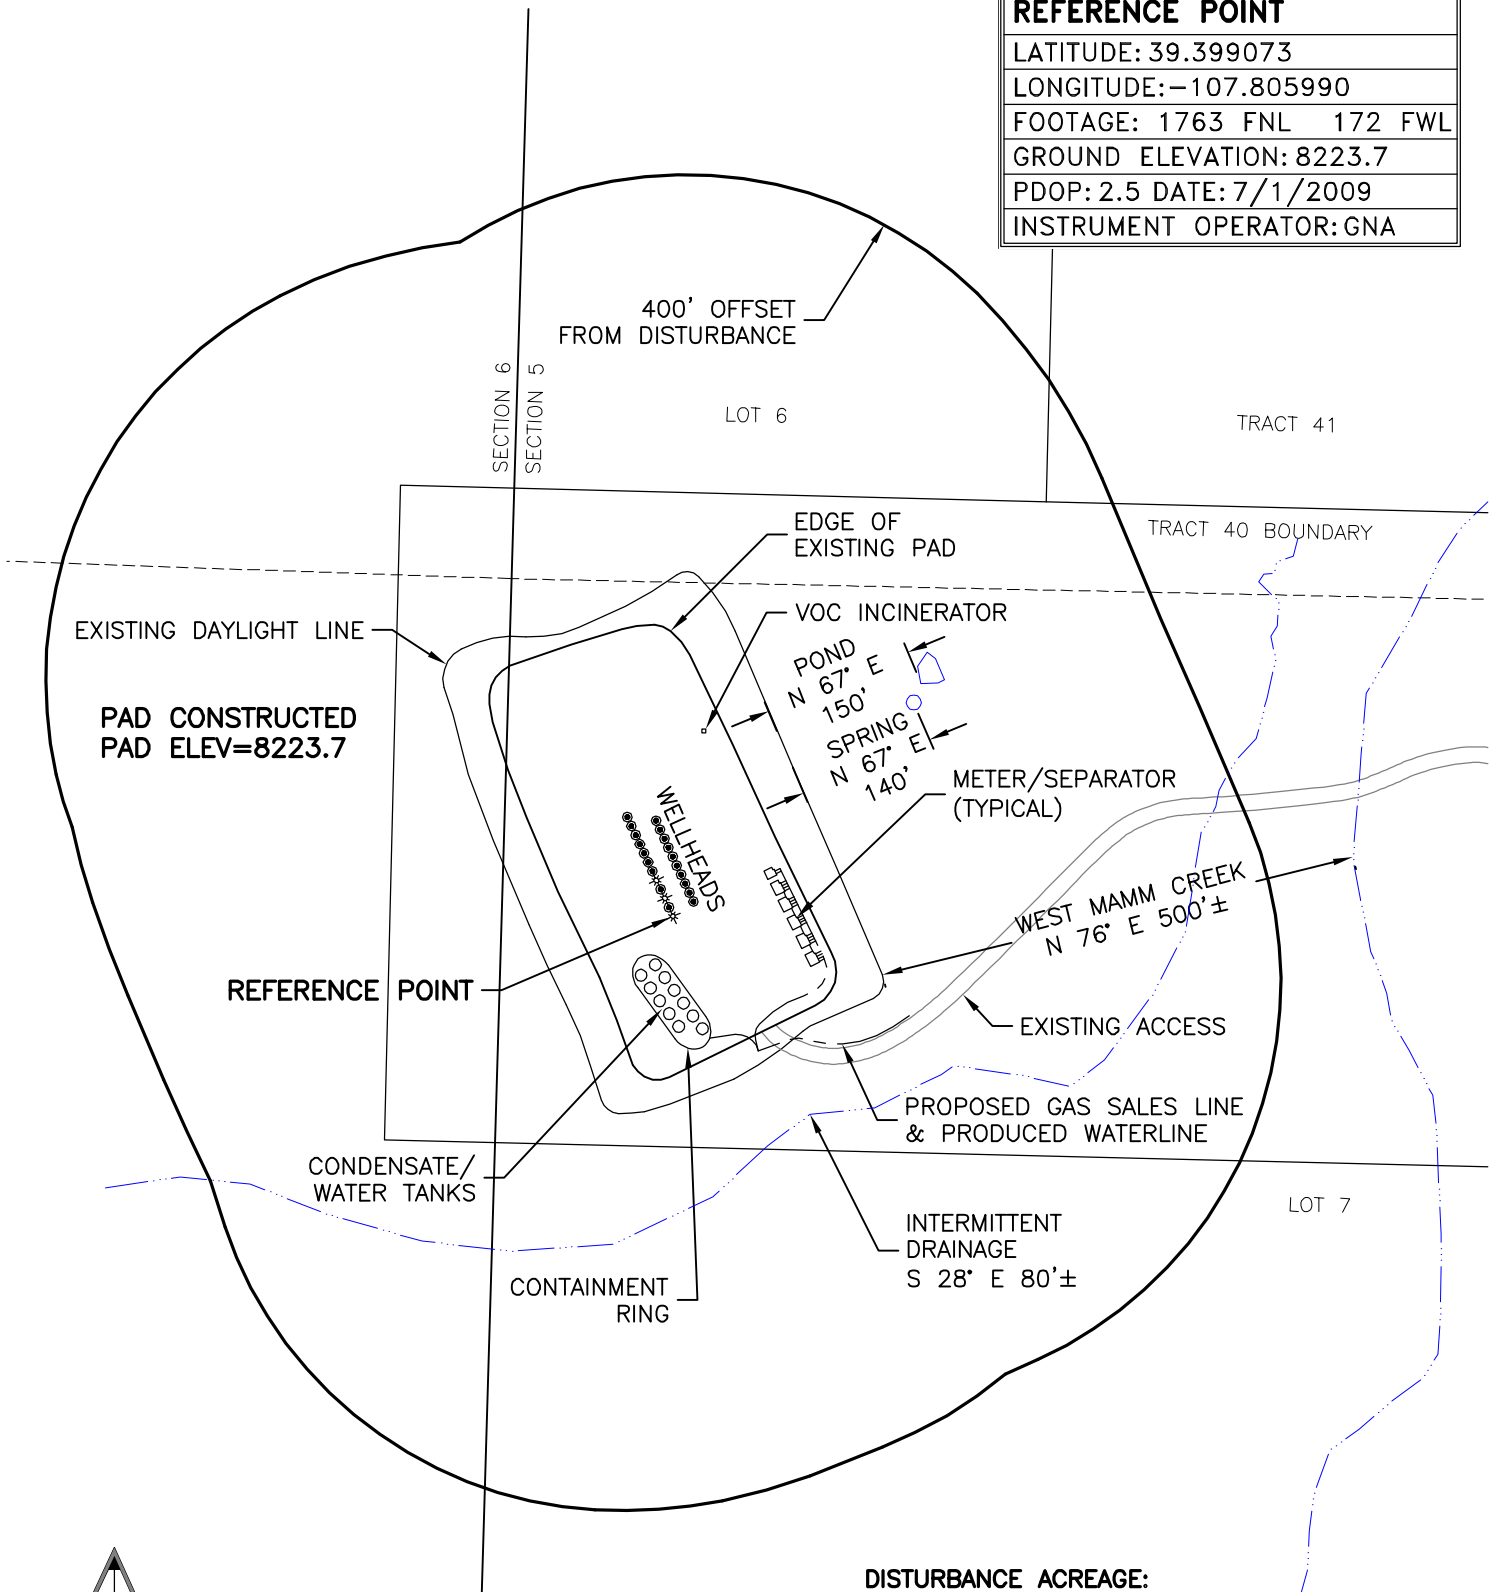 REFERENCE POINT
LATITUDE: 39.399073
LONGITUDE:-107.805990
FOOTAGE: 1763 FNL 172 FWL
GROUND ELEVATION: 8223.7
PDOP: 2.5 DATE: 7/1/2009
INSTRUMENT OPERATOR: GNA
400' OFFSET
FROM DISTURBANCE
SECTION 6
SECTION 5
LOT 6
TRACT 41
EDGE OF
EXISTING PAD
TRACT 40 BOUNDARY
VOC INCINERATOR
EXISTING DAYLIGHT LINE
POND
N 67° E
150'
PAD CONSTRUCTED
PAD ELEV=8223.7
SPRING
N 67° E
140'
METER/SEPARATOR
(TYPICAL)
WELLHEADS
WEST MAMM CREEK
N 76° E 500'±
REFERENCE POINT
EXISTING ACCESS
PROPOSED GAS SALES LINE
& PRODUCED WATERLINE
CONDENSATE/
WATER TANKS
LOT 7
INTERMITTENT
DRAINAGE
S 28° E 80'±
CONTAINMENT
RING
DISTURBANCE ACREAGE: